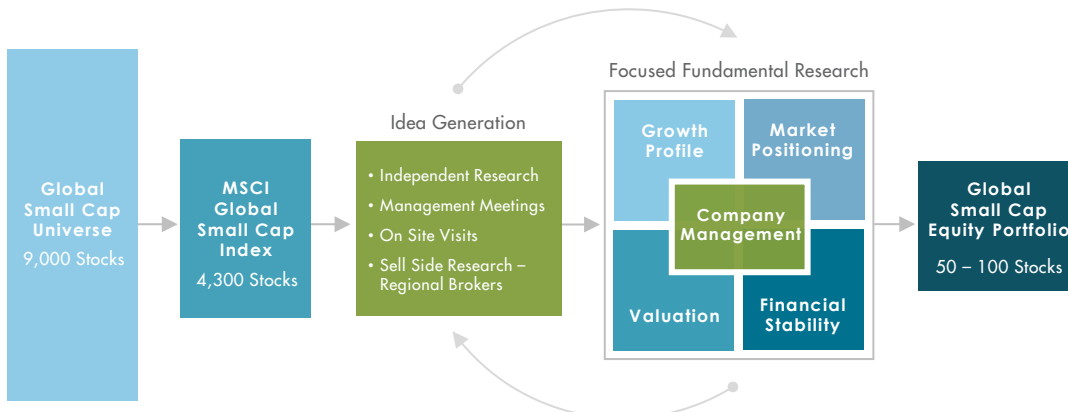 Global
Small Cap
Universe
9,000 Stocks
MSCI
Global
Small Cap
Index
4,300 Stocks
Idea Generation
• Independent Research
• Management Meetings
• On Site Visits
• Sell Side Research –
Regional Brokers
Focused Fundamental Research
Growth
Profile
Market
Positioning
Company
Management
Valuation
Financial
Stability
Global
Small Cap
Equity Portfolio
50 – 100 Stocks